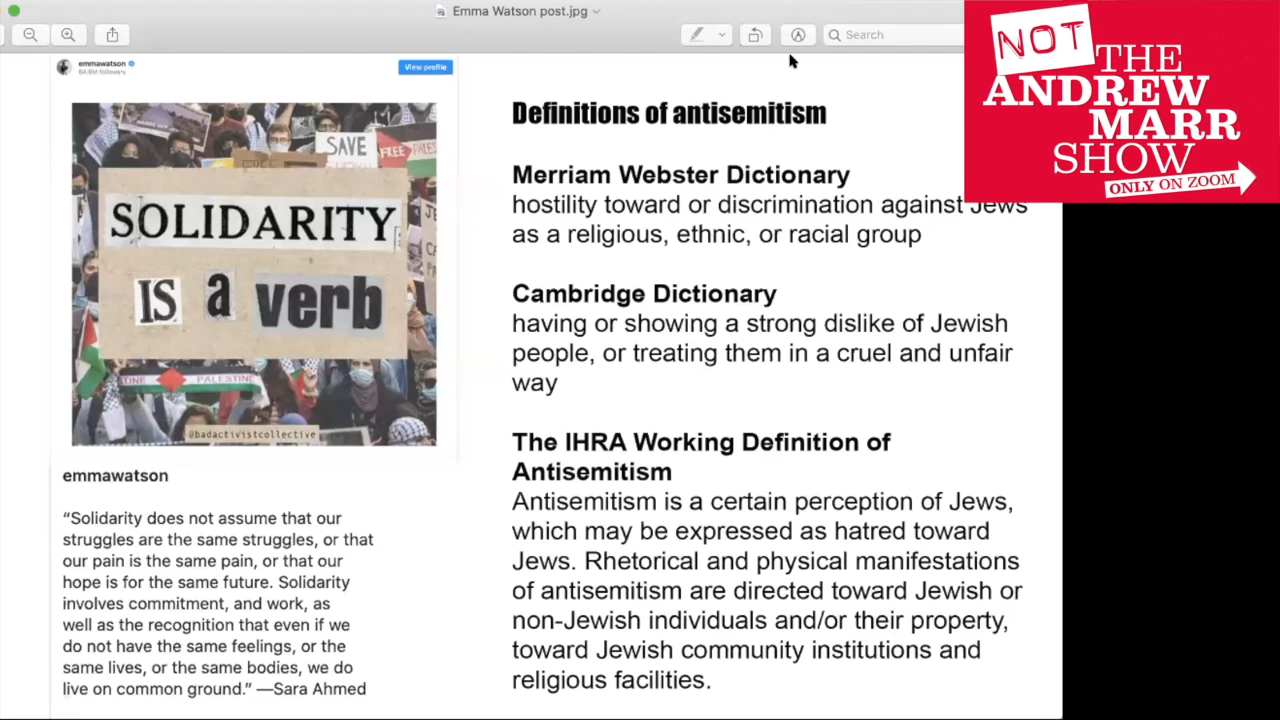 Emma Watson post.jpg
Search
NOT
THE
ANDREW
MARR
SHOW
ONLY ON ZOOM
emmawatson
View profile
SAVE
FREE
SOLIDARITY
IS a verb
PALESTINE
@badactivistcollective
emmawatson
“Solidarity does not assume that our
struggles are the same struggles, or that
our pain is the same pain, or that our
hope is for the same future. Solidarity
involves commitment, and work, as
well as the recognition that even if we
do not have the same feelings, or the
same lives, or the same bodies, we do
live on common ground.” —Sara Ahmed
Definitions of antisemitism
Merriam Webster Dictionary
hostility toward or discrimination against Jews
as a religious, ethnic, or racial group
Cambridge Dictionary
having or showing a strong dislike of Jewish
people, or treating them in a cruel and unfair
way
The IHRA Working Definition of
Antisemitism
Antisemitism is a certain perception of Jews,
which may be expressed as hatred toward
Jews. Rhetorical and physical manifestations
of antisemitism are directed toward Jewish or
non-Jewish individuals and/or their property,
toward Jewish community institutions and
religious facilities.